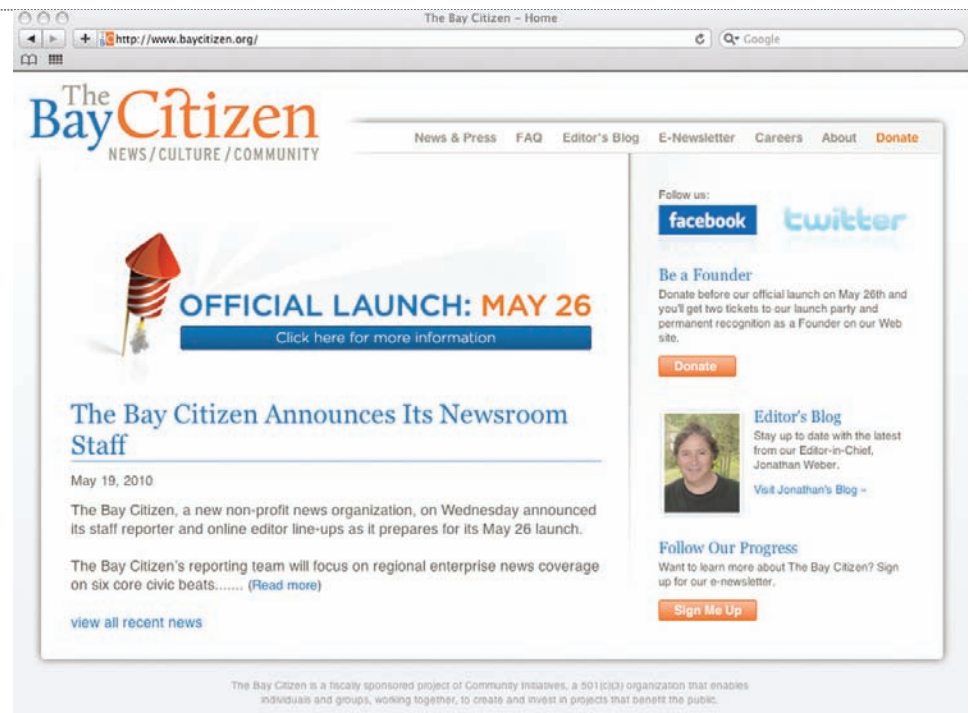 The Bay Citizen – Home
http://www.baycitizen.org/
Google
The
Bay Citizen
NEWS/CULTURE/COMMUNITY
News & Press FAQ Editor's Blog E-Newsletter Careers About Donate
OFFICIAL LAUNCH: MAY 26
Click here for more information
The Bay Citizen Announces Its Newsroom
Staff
May 19, 2010
The Bay Citizen, a new non-profit news organization, on Wednesday announced
its staff reporter and online editor line-ups as it prepares for its May 26 launch.
The Bay Citizen's reporting team will focus on regional enterprise news coverage
on six core civic beats....... (Read more)
view all recent news
Follow us:
facebook twitter
Be a Founder
Donate before our official launch on May 26th and
you'll get two tickets to our launch party and
permanent recognition as a Founder on our Web
site.
Donate
Editor's Blog
Stay up to date with the latest
from our Editor-in-Chief,
Jonathan Weber.
Visit Jonathan's Blog »
Follow Our Progress
Want to learn more about The Bay Citizen? Sign
up for our e-newsletter.
Sign Me Up
The Bay Citizen is a fiscally sponsored project of Community Initiatives, a 501(c)(3) organization that enables
individuals and groups, working together, to create and invest in projects that benefit the public.